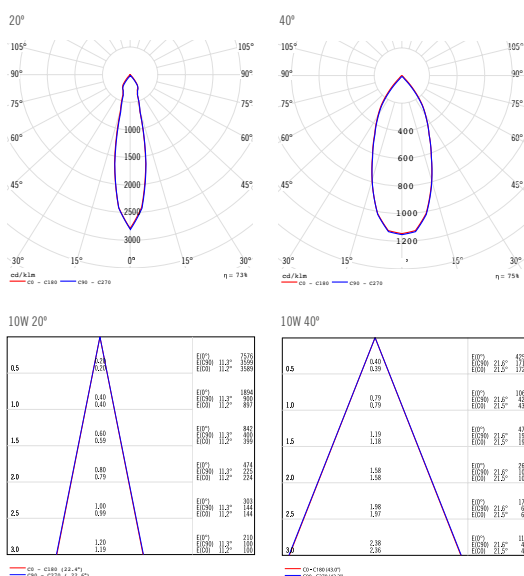 20°
40°
105° 105°
90° 90°
75° 75°
60° 60°
45° 45°
30° 15° 0° 15° 30°
1000
1500
2000
2500
3000
cd/klm η = 73%
C0 - C180 C90 - C270
105° 105°
90° 90°
75° 75°
60° 60°
45° 45°
30° 15° 15° 30°
400
600
800
1000
1200
cd/klm η = 75%
C0 - C180 C90 - C270
10W 20°
10W 40°
0.5 0.20 E(0°) 7576
0.20 E(C90) 11.3° 3599
E(C0) 11.2° 3589
1.0 0.40 E(0°) 1894
0.40 E(C90) 11.3° 900
E(C0) 11.2° 897
1.5 0.60 E(0°) 842
0.59 E(C90) 11.3° 400
E(C0) 11.2° 399
2.0 0.80 E(0°) 474
0.79 E(C90) 11.3° 225
E(C0) 11.2° 224
2.5 1.00 E(0°) 303
0.99 E(C90) 11.3° 144
E(C0) 11.2° 144
3.0 1.20 E(0°) 210
1.19 E(C90) 11.3° 100
E(C0) 11.2° 100
C0 - C180 (22.4°)
0.5 0.40 E(0°)
0.39 E(C90) 21.6°
E(C0) 21.5°
1.0 0.79 E(0°)
0.79 E(C90) 21.6°
E(C0) 21.5°
1.5 1.19 E(0°)
1.18 E(C90) 21.6°
E(C0) 21.5°
2.0 1.58 E(0°)
1.58 E(C90) 21.6°
E(C0) 21.5°
2.5 1.98 E(0°)
1.97 E(C90) 21.6°
E(C0) 21.5°
3.0 2.38 E(0°)
2.36 E(C90) 21.6°
E(C0) 21.5°
C0-C180 (43.0°)